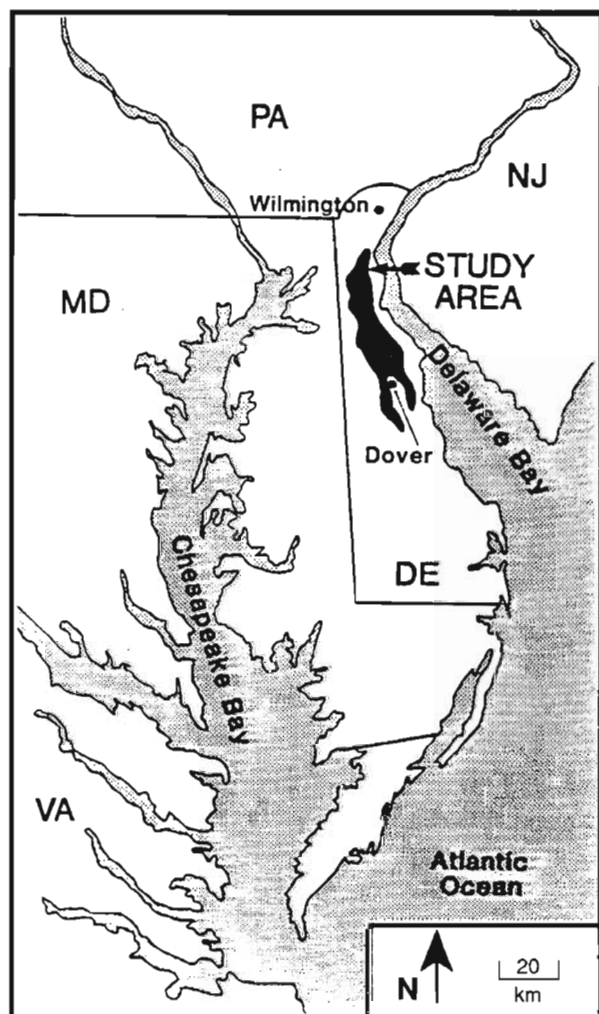 PA
NJ
Wilmington
STUDY
AREA
MD
Delaware Bay
Dover
Chesapeake Bay
DE
VA
Atlantic
Ocean
N
20
km